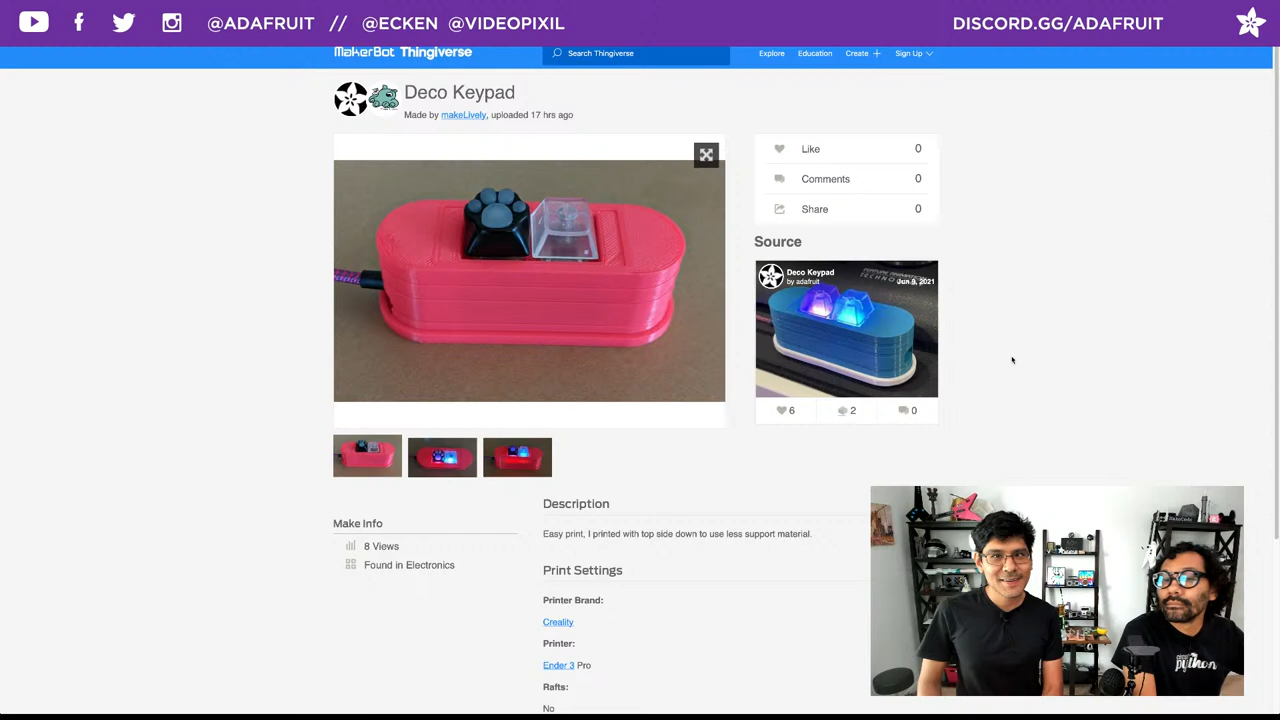 @ADAFRUIT // @ECKEN @VIDEOPIXIL
DISCORD.GG/ADAFRUIT
MakerBot Thingiverse
Search Thingiverse
Explore
Education
Create +
Sign Up
Deco Keypad
Made by makeLively, uploaded 17 hrs ago
Like 0
Comments 0
Share 0
Source
Deco Keypad
by adafruit
Jun 9, 2021
6
2
0
Make Info
8 Views
Found in Electronics
Description
Easy print, I printed with top side down to use less support material.
Print Settings
Printer Brand:
Creality
Printer:
Ender 3 Pro
Rafts:
No
python